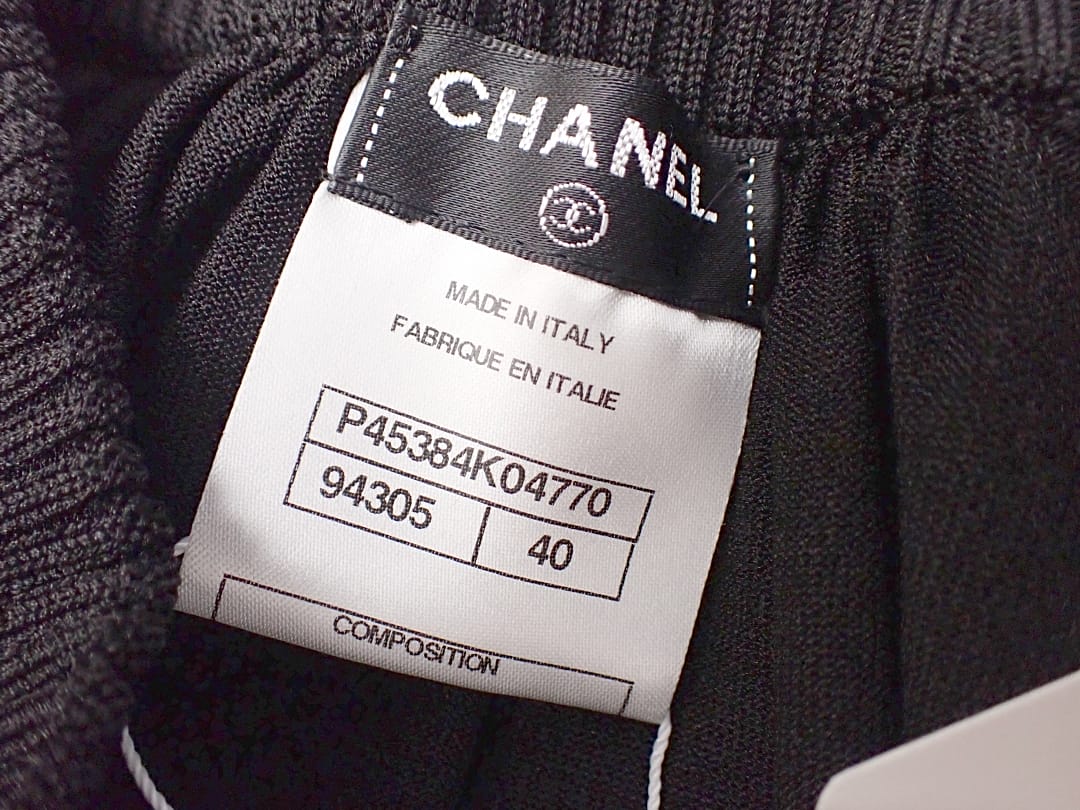 CHANEL
MADE IN ITALY
FABRIQUE EN ITALIE
P45384K04770
94305 40
COMPOSITION